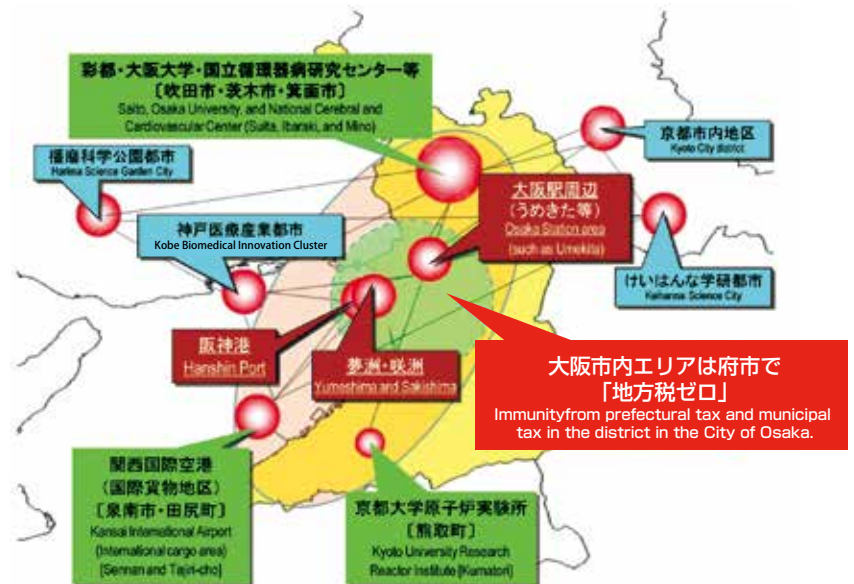 彩都・大阪大学・国立循環器病研究センター等
〔吹田市・茨木市・箕面市〕
Saito, Osaka University, and National Cerebral and
Cardiovascular Center (Suita, Ibaraki, and Mino)
京都市内地区
Kyoto City district
播磨科学公園都市
Harima Science Garden City
大阪駅周辺
(うめきた等)
Osaka Station area
(such as Umekita)
神戸医療産業都市
Kobe Biomedical Innovation Cluster
けいはんな学研都市
Keihanna Science City
阪神港
Hanshin Port
夢洲・咲洲
Yumeshima and Sakishima
大阪市内エリアは府市で
「地方税ゼロ」
Immunityfrom prefectural tax and municipal
tax in the district in the City of Osaka.
関西国際空港
(国際貨物地区)
〔泉南市・田尻町〕
Kansai International Airport
(International cargo area)
(Sennan and Tajiri-cho)
京都大学原子炉実験所
〔熊取町〕
Kyoto University Research
Reactor Institute [Kumatori]